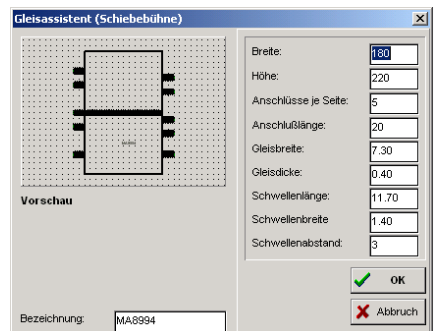 Gleisassistent (Schiebebühne)
Vorschau
Bezeichnung: MA8994
Breite: 180
Höhe: 220
Anschlüsse je Seite: 5
Anschlußlänge: 20
Gleisbreite: 7.30
Gleisdicke: 0.40
Schwellenlänge: 11.70
Schwellenbreite 1.40
Schwellenabstand: 3
OK
Abbruch